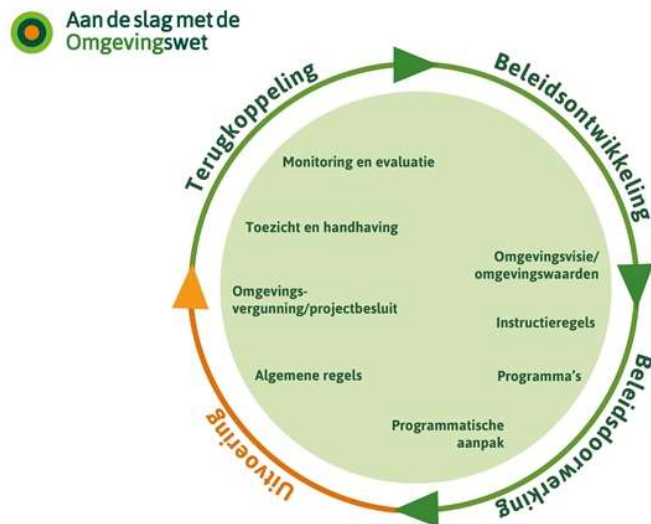 Aan de slag met de
Omgevingswet
Terugkoppeling
Beleidsontwikkeling
Monitoring en evaluatie
Toezicht en handhaving
Omgevingsvisie/
omgevingswaarden
Omgevings-
vergunning/projectbesluit
Instructieregels
Algemene regels
Programma's
Programmatische
aanpak
Uitvoering
Beleidsdoorwerking